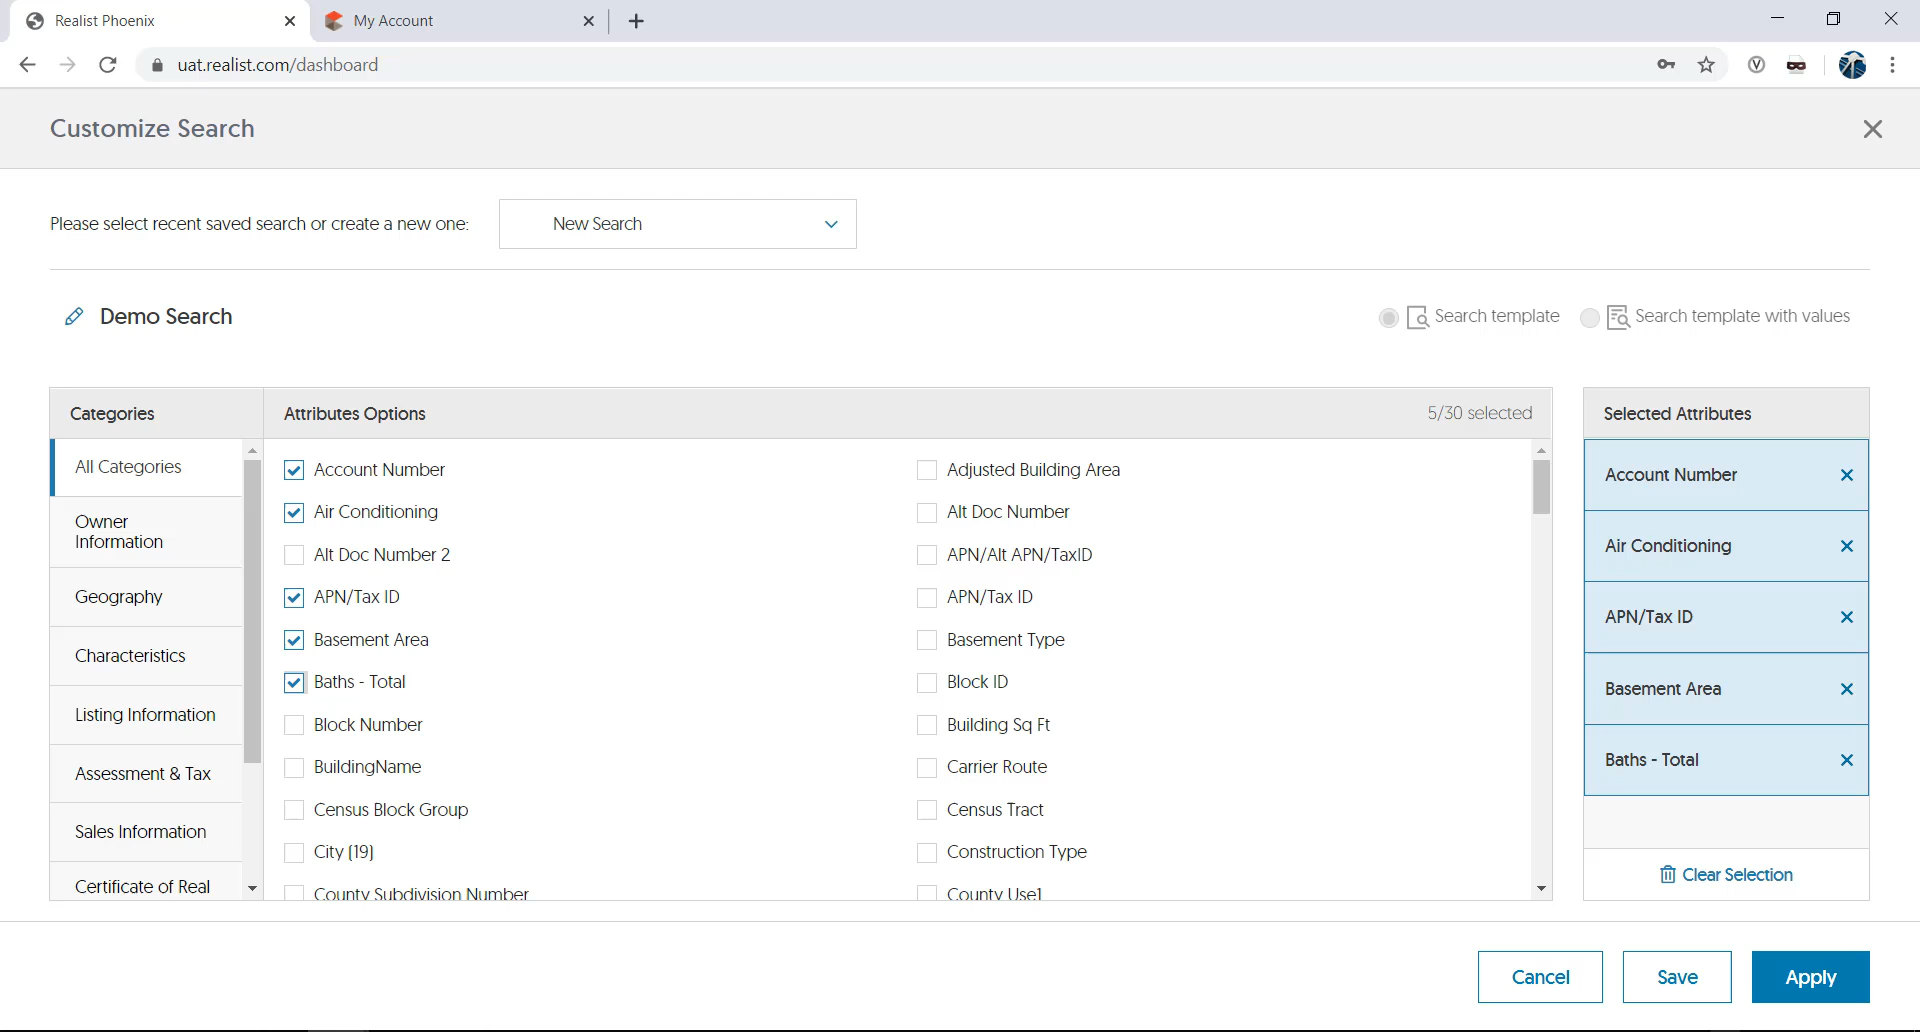 Realist Phoenix
My Account
uat.realist.com/dashboard
Customize Search
Please select recent saved search or create a new one:
New Search
Demo Search
Search template
Search template with values
Categories
Attributes Options
5/30 selected
Selected Attributes
All Categories
Owner
Information
Geography
Characteristics
Listing Information
Assessment & Tax
Sales Information
Certificate of Real
Account Number
Adjusted Building Area
Air Conditioning
Alt Doc Number
Alt Doc Number 2
APN/Alt APN/TaxID
APN/Tax ID
APN/Tax ID
Basement Area
Basement Type
Baths - Total
Block ID
Block Number
Building Sq Ft
BuildingName
Carrier Route
Census Block Group
Census Tract
City (19)
Construction Type
County Subdivision Number
County Use1
Account Number
Air Conditioning
APN/Tax ID
Basement Area
Baths - Total
Clear Selection
Cancel
Save
Apply